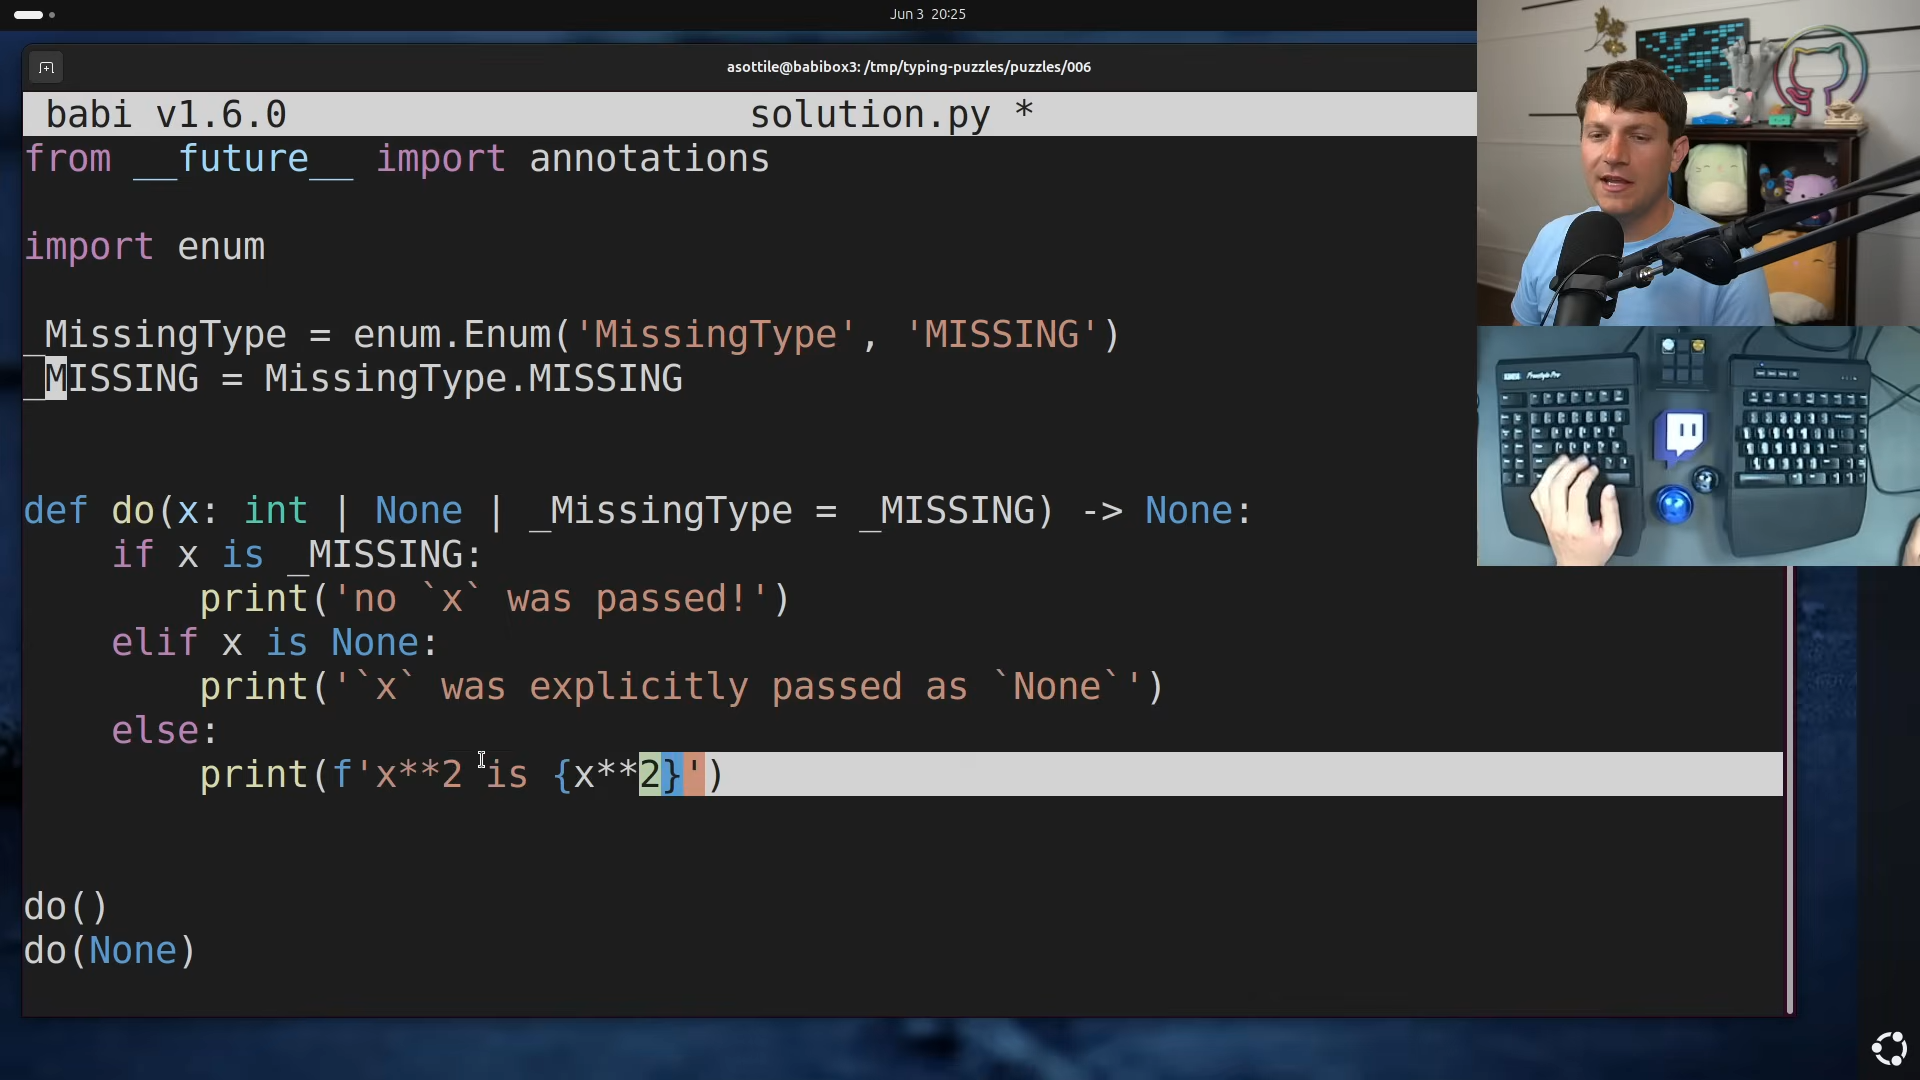 Jun 3 20:25
asottile@babibox3: /tmp/typing-puzzles/puzzles/006
babi v1.6.0 solution.py *
from __future__ import annotations
import enum
_MissingType = enum.Enum('MissingType', 'MISSING')
_MISSING = MissingType.MISSING
def do(x: int | None | _MissingType = _MISSING) -> None:
    if x is _MISSING:
        print('no `x` was passed!')
    elif x is None:
        print('`x` was explicitly passed as `None`')
    else:
        print(f'x**2 is {x**2}')
do()
do(None)